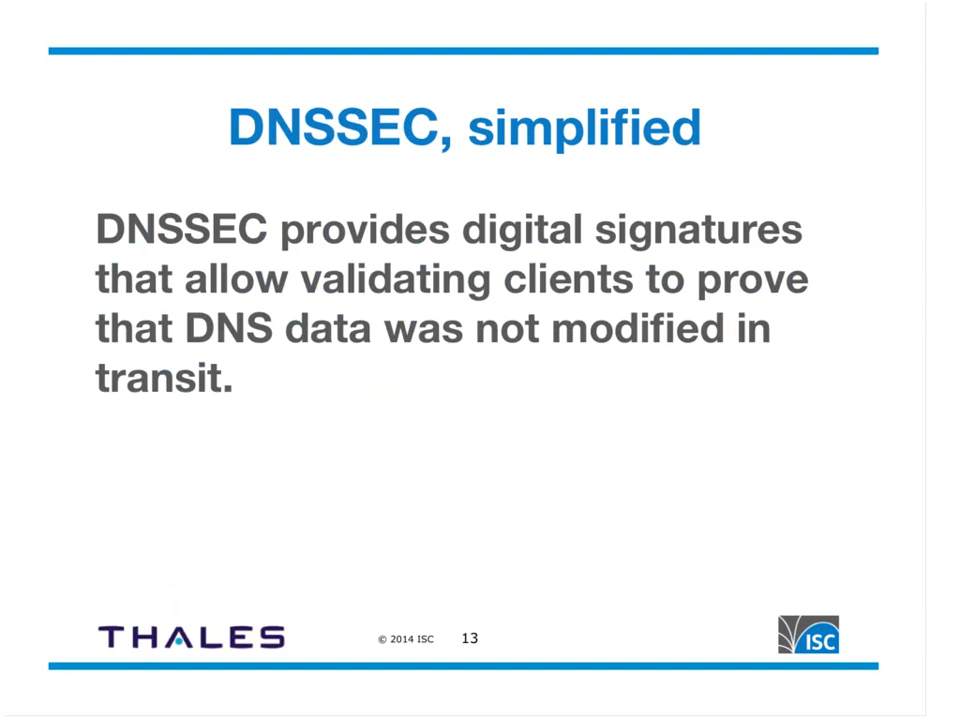 DNSSEC, simplified
DNSSEC provides digital signatures
that allow validating clients to prove
that DNS data was not modified in
transit.
THALES
© 2014 ISC 13
ISC